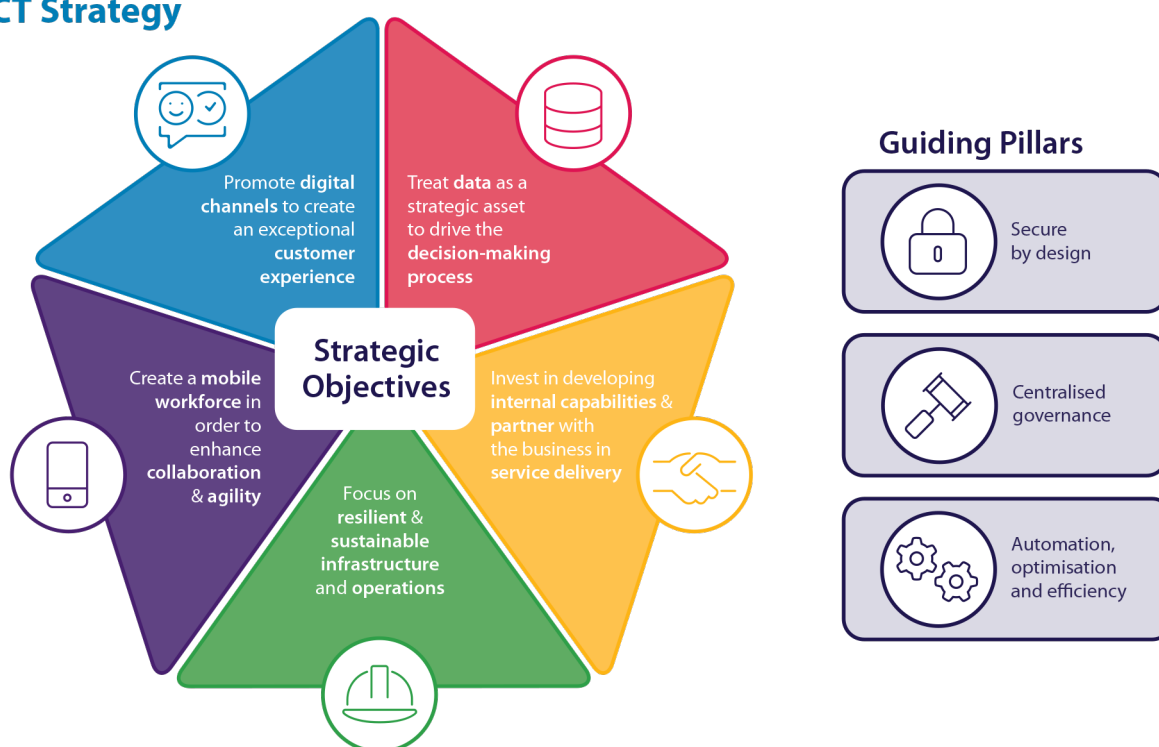 CT Strategy
Promote digital
channels to create
an exceptional
customer
experience
Treat data as a
strategic asset
to drive the
decision-making
process
Strategic
Objectives
Create a mobile
workforce in
order to
enhance
collaboration
& agility
Invest in developing
internal capabilities &
partner with
the business in
service delivery
Focus on
resilient &
sustainable
infrastructure
and operations
Guiding Pillars
Secure
by design
Centralised
governance
Automation,
optimisation
and efficiency